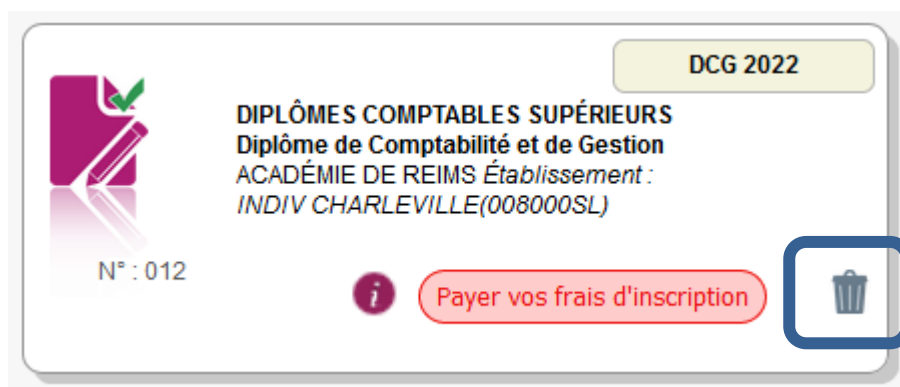 DCG 2022
DIPLÔMES COMPTABLES SUPÉRIEURS
Diplôme de Comptabilité et de Gestion
ACADÉMIE DE REIMS Établissement :
INDIV CHARLEVILLE(008000SL)
N° : 012
i
Payer vos frais d'inscription